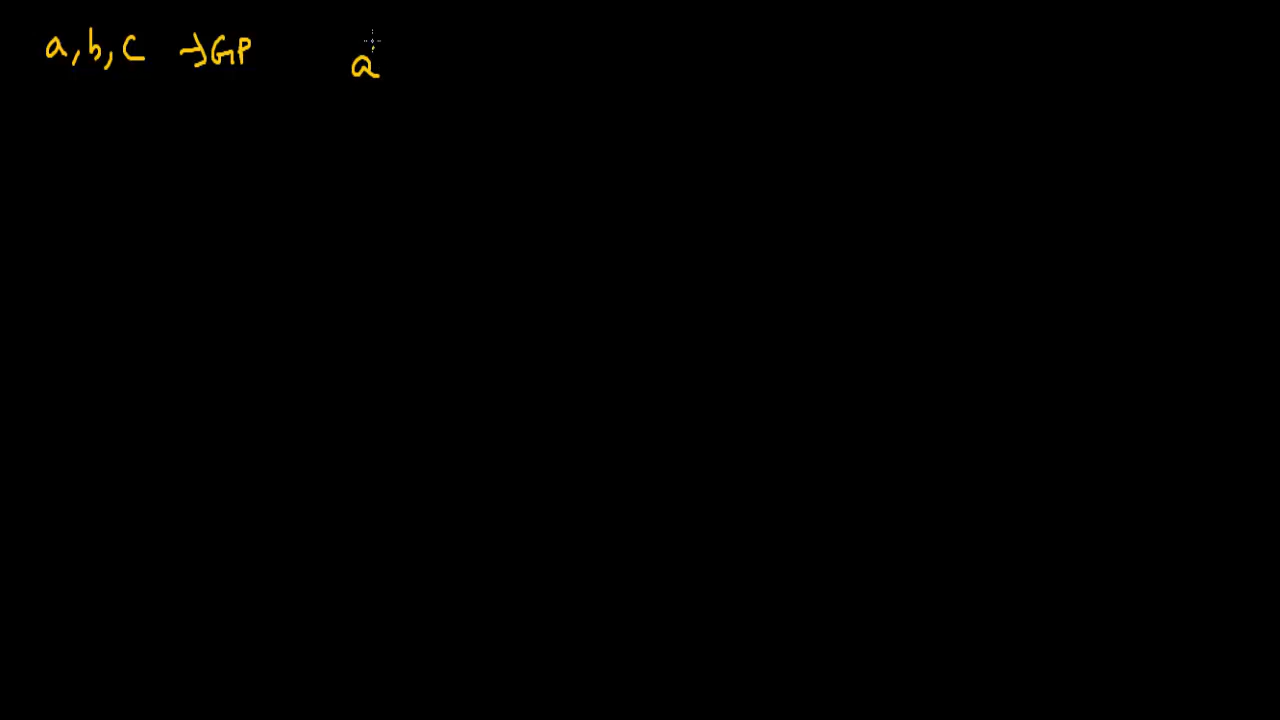 a, b, c → GP a